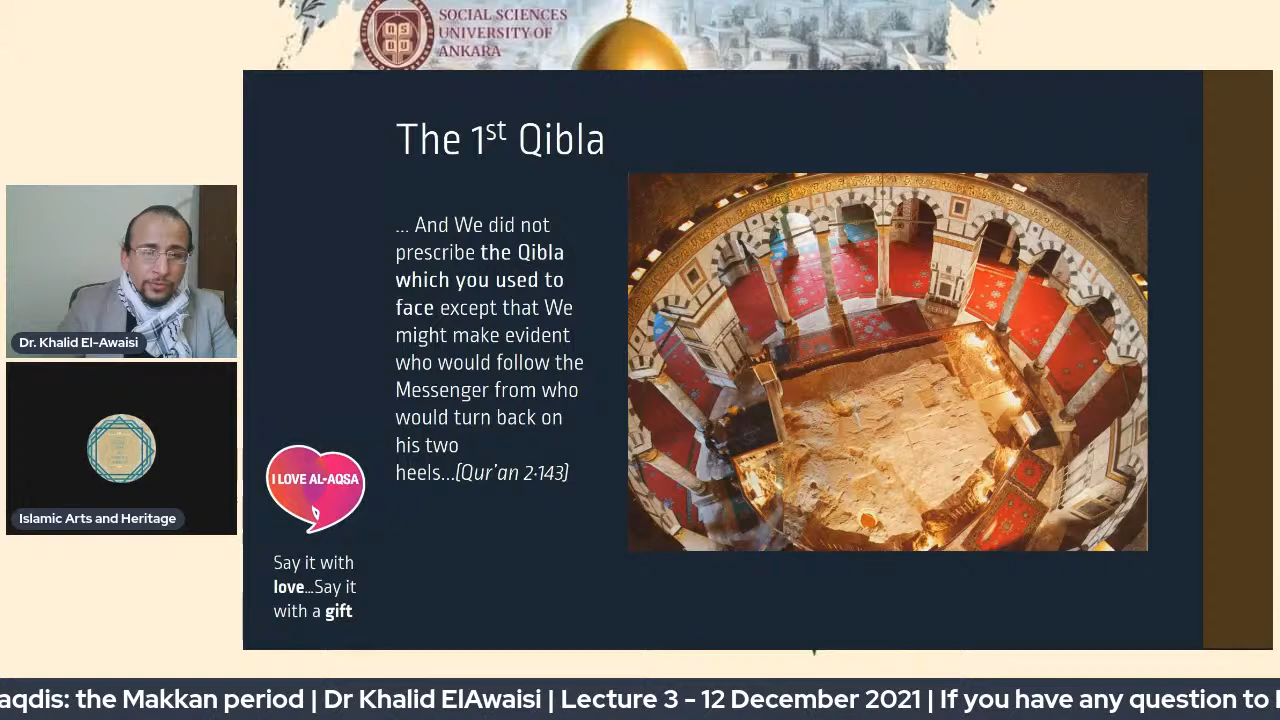 SOCIAL SCIENCES
UNIVERSITY OF
ANKARA
The 1st Qibla
... And We did not
prescribe the Qibla
which you used to
face except that We
might make evident
who would follow the
Messenger from who
would turn back on
his two
heels...(Qur'an 2:143)
Dr. Khalid El-Awaisi
Islamic Arts and Heritage
I LOVE AL-AQSA
Say it with
love...Say it
with a gift
aqdis: the Makkan period | Dr Khalid ElAwaisi | Lecture 3 - 12 December 2021 | If you have any question to